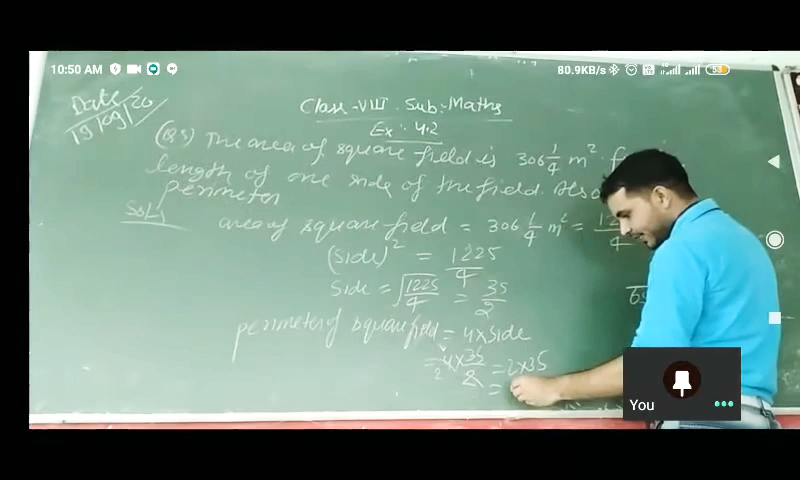 10:50 AM
80.9KB/s
53
Date
19/09/20
Class-VIII Sub:-Maths
Ex:-4.2
(Q5) The area of square field is 306 1/4 m².
length of one side of the field. Also
perimeter
Sol:-
area of square field = 306 1/4 m² =
(side)² = 1225/4
side = √1225/4 = 35/2
perimeter of square field = 4×side
= 4×35/2 = 2×35
2
=
You